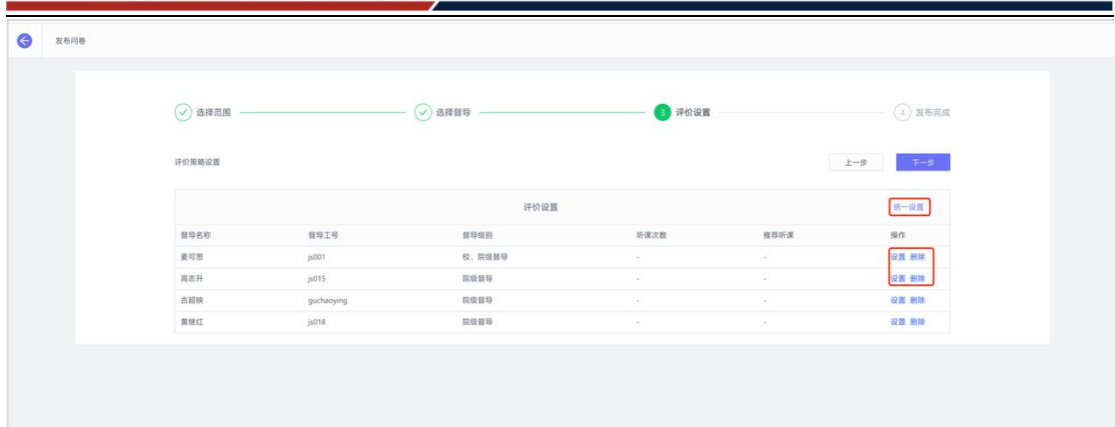 发布问卷
选择范围 选择督导 3 评价设置 4 发布完成
评价策略设置 上一步 下一步
评价设置 统一设置
督导名称 督导工号 督导级别 听课次数 推荐听课 操作
麦可思 js001 校、院级督导 - - 设置 删除
高志升 js015 院级督导 - - 设置 删除
古超映 guchaoying 院级督导 - - 设置 删除
黄继红 js018 院级督导 - - 设置 删除